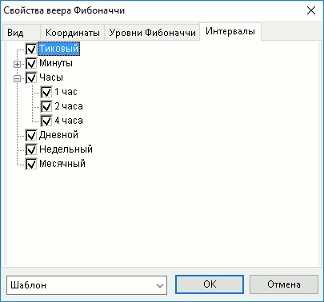 Свойства веера Фибоначчи
Вид Координаты Уровни Фибоначчи Интервалы
Тиковый
Минуты
Часы
1 час
2 часа
4 часа
Дневной
Недельный
Месячный
Шаблон OK Отмена